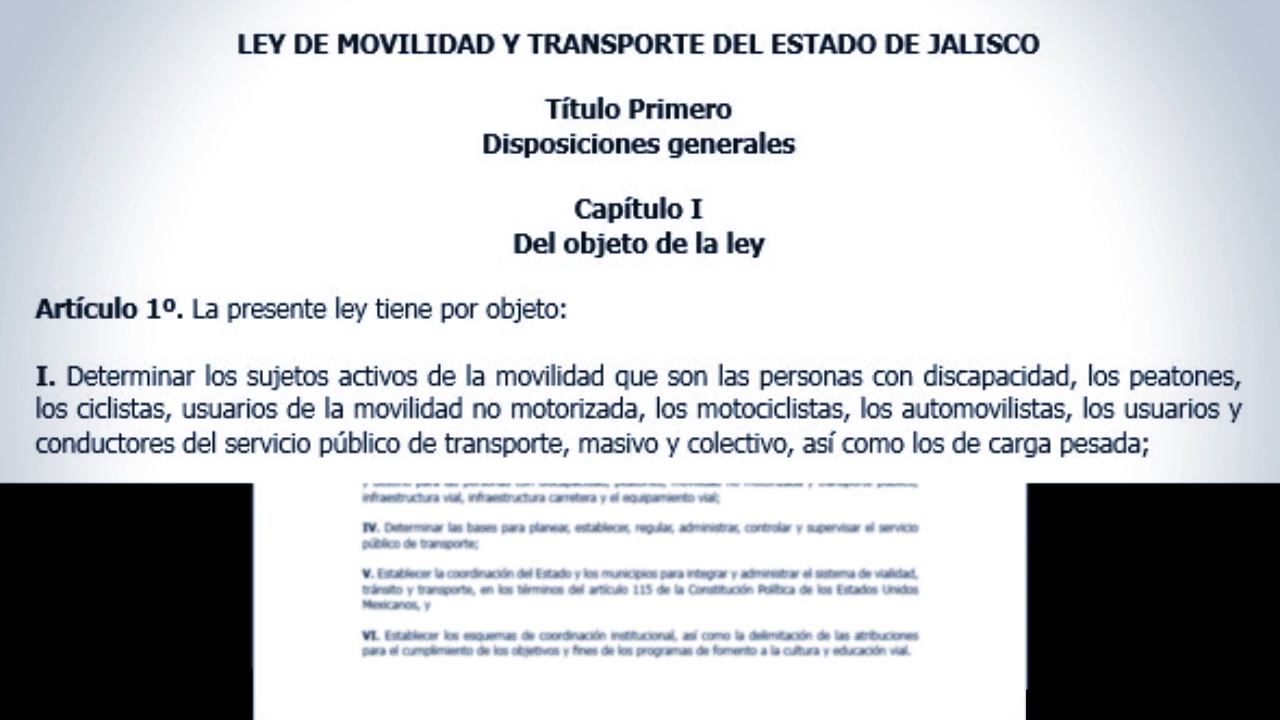 LEY DE MOVILIDAD Y TRANSPORTE DEL ESTADO DE JALISCO
Título Primero
Disposiciones generales
Capítulo I
Del objeto de la ley
Artículo 1º. La presente ley tiene por objeto:
I. Determinar los sujetos activos de la movilidad que son las personas con discapacidad, los peatones,
los ciclistas, usuarios de la movilidad no motorizada, los motociclistas, los automovilistas, los usuarios y
conductores del servicio público de transporte, masivo y colectivo, así como los de carga pesada;
infraestructura vial, infraestructura carretera y el equipamiento vial;
IV. Determinar las bases para planear, establecer, regular, administrar, controlar y supervisar el servicio
público de transporte;
V. Establecer la coordinación del Estado y los municipios para integrar y administrar el sistema de vialidad,
tránsito y transporte, en los términos del artículo 115 de la Constitución Política de los Estados Unidos
Mexicanos, y
VI. Establecer los esquemas de coordinación institucional, así como la delimitación de las atribuciones
para el cumplimiento de los objetivos y fines de los programas de fomento a la cultura y educación vial.